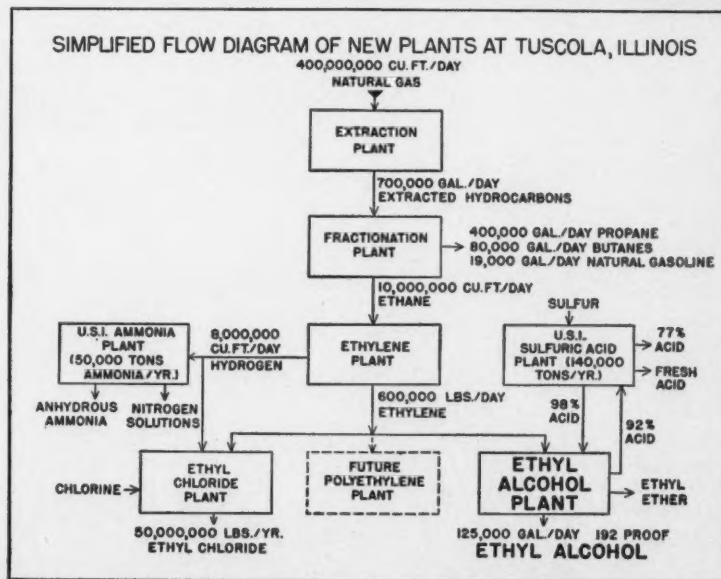 SIMPLIFIED FLOW DIAGRAM OF NEW PLANTS AT TUSCOLA, ILLINOIS
400,000,000 CU. FT./DAY
NATURAL GAS
EXTRACTION
PLANT
700,000 GAL./DAY
EXTRACTED HYDROCARBONS
FRACTIONATION
PLANT
400,000 GAL./DAY PROPANE
80,000 GAL./DAY BUTANES
19,000 GAL./DAY NATURAL GASOLINE
10,000,000 CU.FT/DAY
ETHANE
U.S.I. AMMONIA
PLANT
(50,000 TONS
AMMONIA/YR.)
8,000,000
CU.FT./DAY
HYDROGEN
ETHYLENE
PLANT
SULFUR
U.S.I.
SULFURIC ACID
PLANT (140,000
TONS/YR.)
77%
ACID
FRESH
ACID
ANHYDROUS
AMMONIA
NITROGEN
SOLUTIONS
600,000 LBS./DAY
ETHYLENE
98%
ACID
92%
ACID
CHLORINE
ETHYL
CHLORIDE
PLANT
FUTURE
POLYETHYLENE
PLANT
ETHYL
ALCOHOL
PLANT
ETHYL
ETHER
50,000,000 LBS./YR.
ETHYL CHLORIDE
125,000 GAL./DAY 192 PROOF
ETHYL ALCOHOL